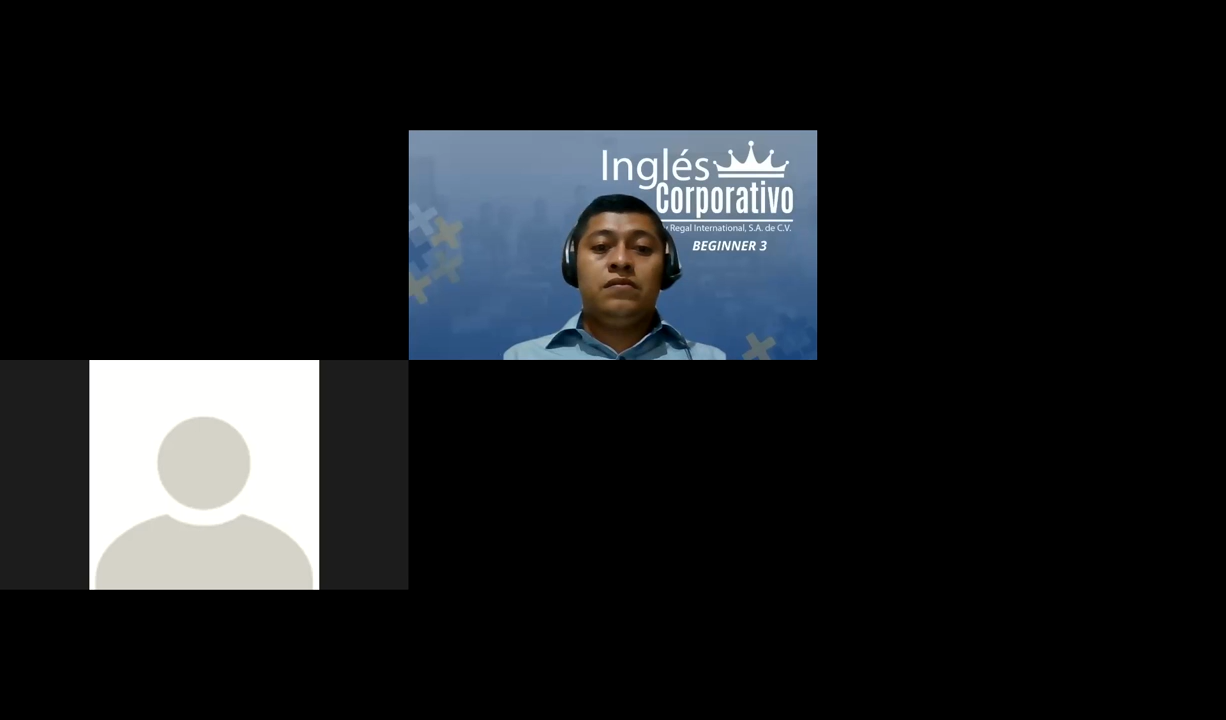 Inglés
Corporativo
Regal International, S.A. de C.V.
BEGINNER 3